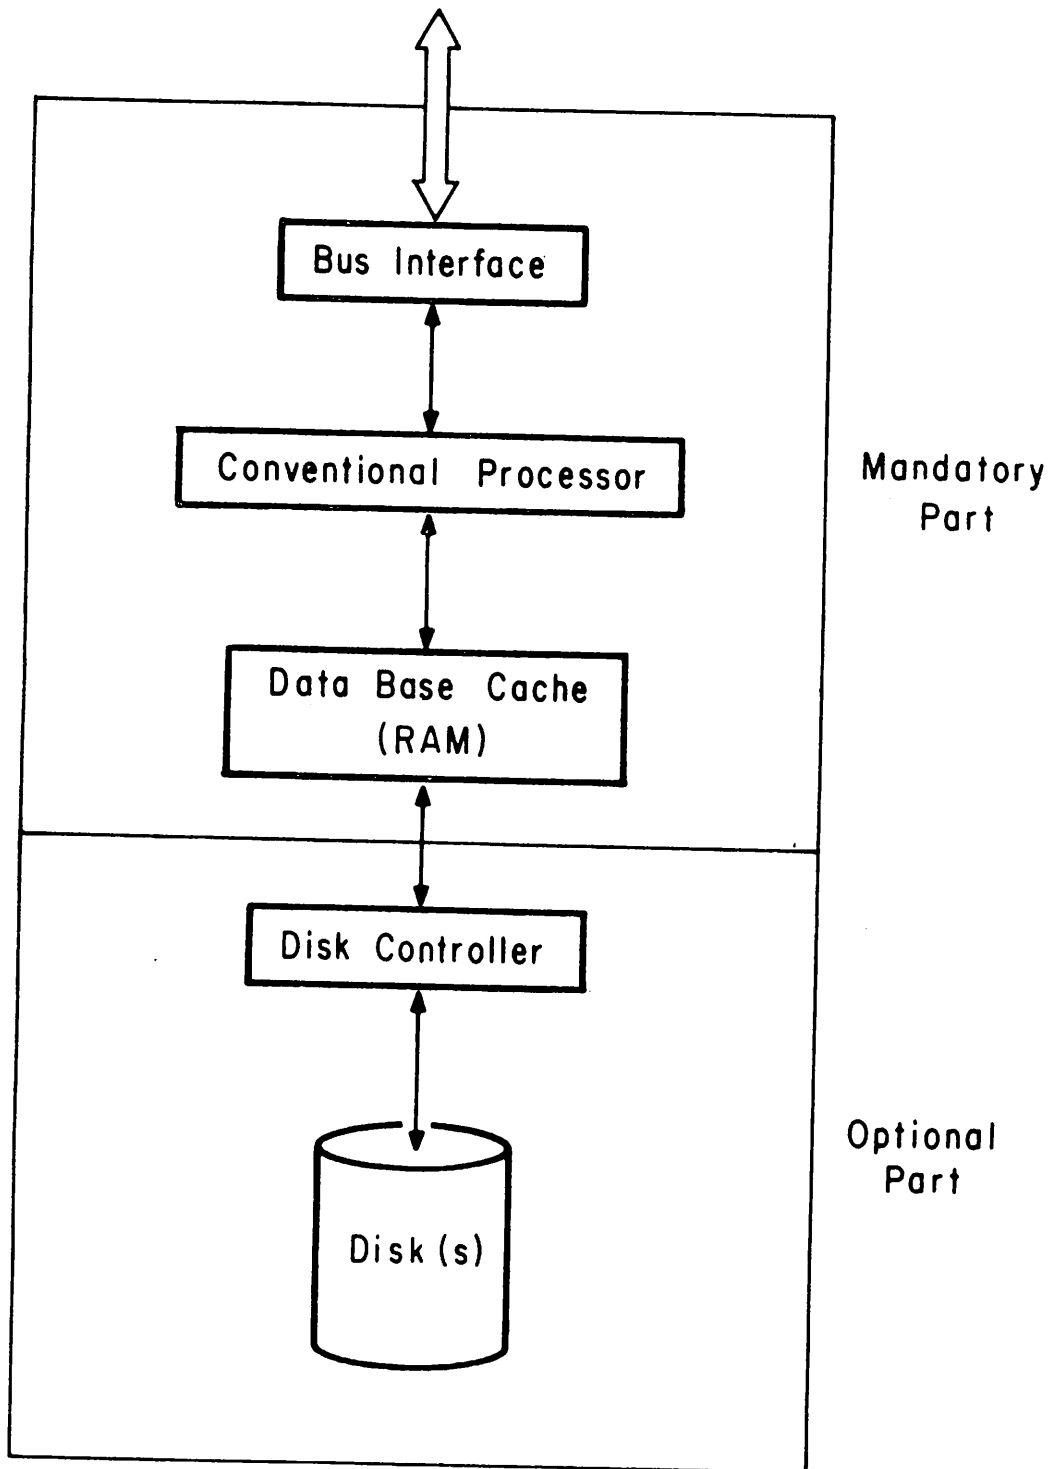 Bus Interface
Conventional Processor
Mandatory
Part
Data Base Cache
(RAM)
Disk Controller
Optional
Part
Disk(s)